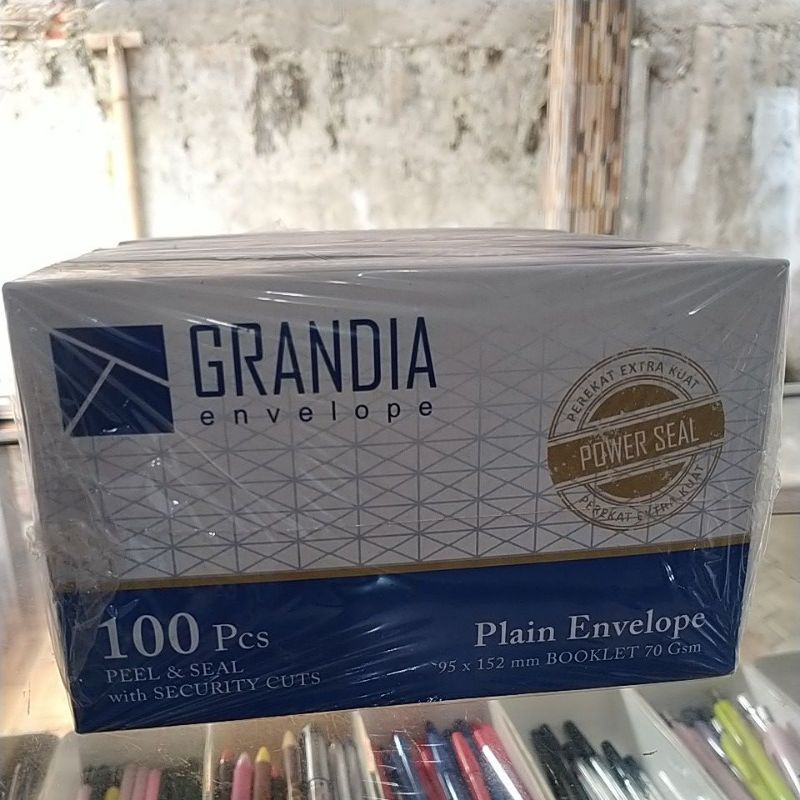 GRANDIA
envelope
PEREKAT EXTRA KUAT
POWER SEAL
PEREKAT EXTRA KUAT
100 Pcs
PEEL & SEAL
with SECURITY CUTS
Plain Envelope
95 x 152 mm BOOKLET 70 Gsm